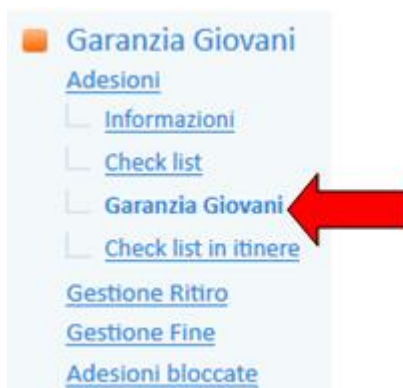 Garanzia Giovani
Adesioni
Informazioni
Check list
Garanzia Giovani
Check list in itinere
Gestione Ritiro
Gestione Fine
Adesioni bloccate